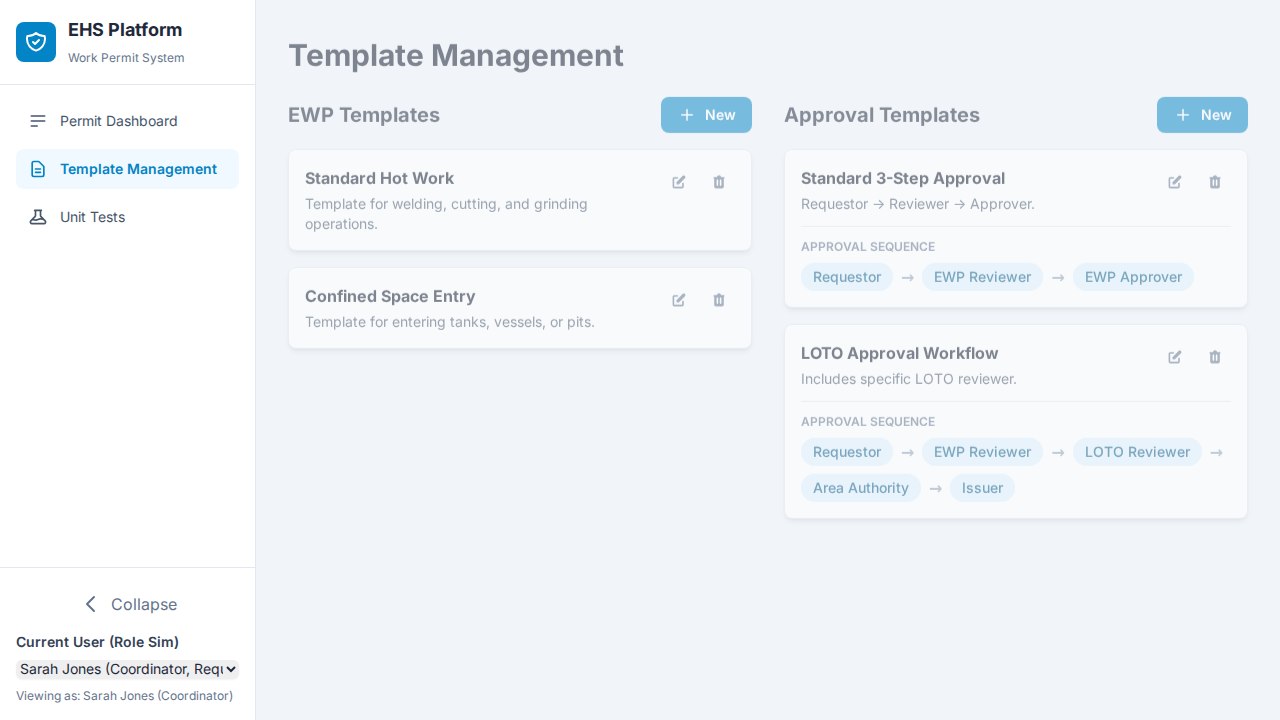 EHS Platform
Work Permit System
Permit Dashboard
Template Management
Unit Tests
Collapse
Current User (Role Sim)
Sarah Jones (Coordinator, Requ
Viewing as: Sarah Jones (Coordinator)
Template Management
EWP Templates
New
Standard Hot Work
Template for welding, cutting, and grinding
operations.
Confined Space Entry
Template for entering tanks, vessels, or pits.
Approval Templates
New
Standard 3-Step Approval
Requestor → Reviewer → Approver.
APPROVAL SEQUENCE
Requestor → EWP Reviewer → EWP Approver
LOTO Approval Workflow
Includes specific LOTO reviewer.
APPROVAL SEQUENCE
Requestor → EWP Reviewer → LOTO Reviewer →
Area Authority → Issuer